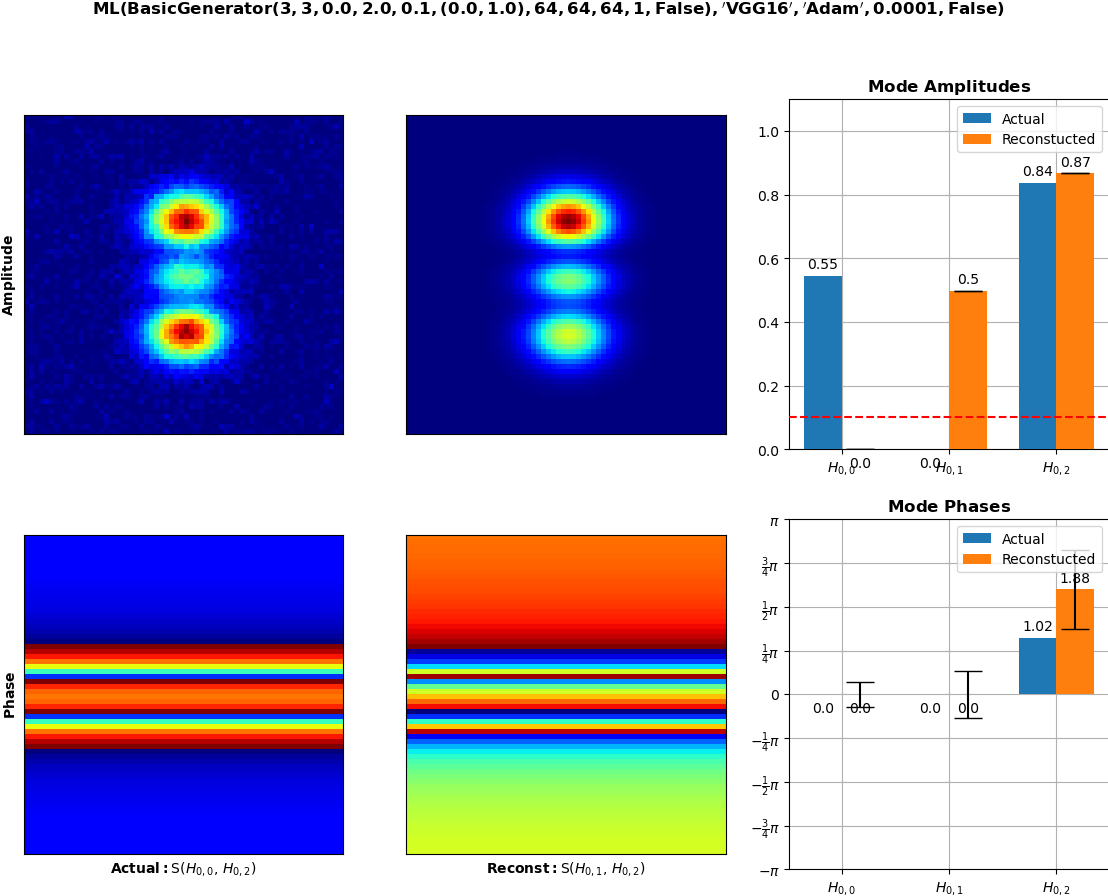 ML(BasicGenerator(3, 3, 0.0, 2.0, 0.1, (0.0, 1.0), 64, 64, 64, 1, False), ′VGG16′, ′Adam′, 0.0001, False)
Mode Amplitudes
Amplitude
Actual
Reconstucted
1.0
0.8
0.6
0.4
0.2
0.0
0.55
0.0
0.0
0.5
0.84
0.87
H0,0
H0,1
H0,2
Mode Phases
Phase
Actual
Reconstucted
π
3/4π
1/2π
1/4π
0
−1/4π
−1/2π
−3/4π
−π
0.0
0.0
0.0
0.0
1.02
1.88
H0,0
H0,1
H0,2
Actual: S(H0,0, H0,2)
Reconst: S(H0,1, H0,2)